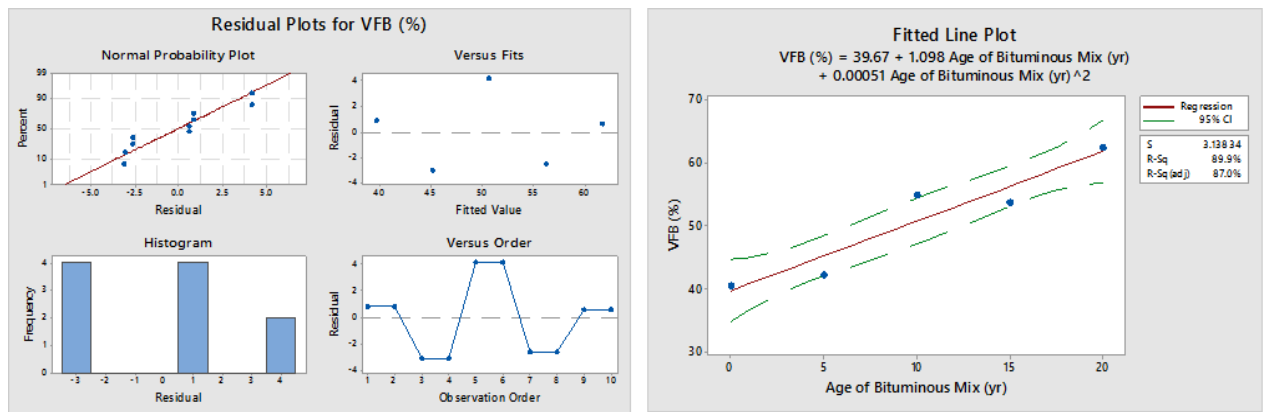 Residual Plots for VFB (%)
Normal Probability Plot
99
90
50
10
1
Percent
-5.0 -2.5 0.0 2.5 5.0
Residual
Versus Fits
4
2
0
-2
-4
Residual
40 45 50 55 60
Fitted Value
Histogram
4
3
2
1
0
Frequency
-3 -2 -1 0 1 2 3 4
Residual
Versus Order
4
2
0
-2
-4
Residual
1 2 3 4 5 6 7 8 9 10
Observation Order
Fitted Line Plot
VFB (%) = 39.67 + 1.098 Age of Bituminous Mix (yr)
+ 0.00051 Age of Bituminous Mix (yr)^2
70
60
50
40
30
VFB (%)
0 5 10 15 20
Age of Bituminous Mix (yr)
Regression
95% CI
S 3.13834
R-Sq 89.9%
R-Sq(adj) 87.0%